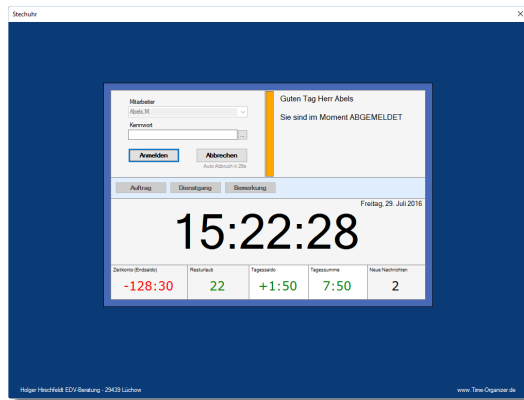 Stechuhr
Mitarbeiter
Abels, M.
Kennwort
...
Anmelden
Abbrechen
Auto Abbruch in 28s
Guten Tag Herr Abels
Sie sind im Moment ABGEMELDET
Auftrag
Dienstgang
Bemerkung
Freitag, 29. Juli 2016
15:22:28
Zeitkonto (Endsaldo)
-128:30
Resturlaub
22
Tagessaldo
+1:50
Tagessumme
7:50
Neue Nachrichten
2
Holger Hirschfeldt EDV-Beratung - 29439 Lüchow
www.Time-Organizer.de